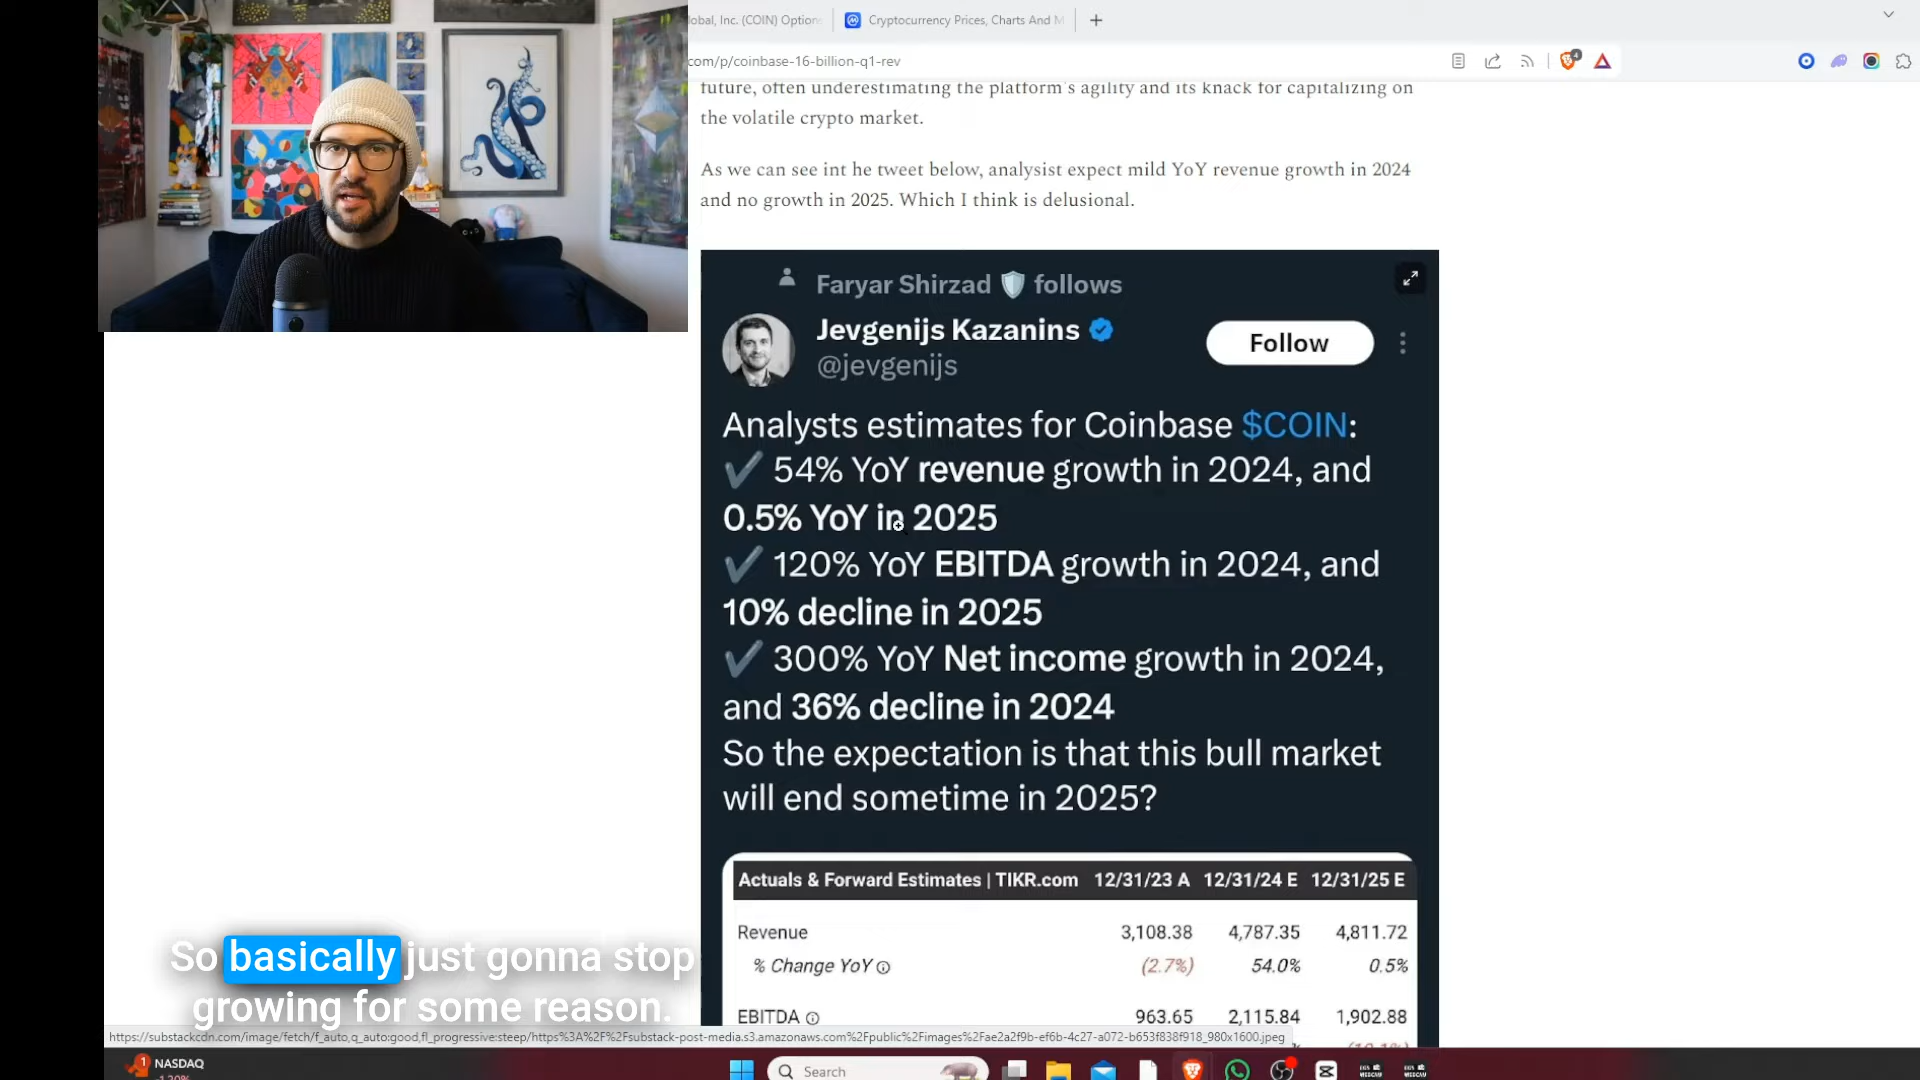 lobal, Inc. (COIN) Option
Cryptocurrency Prices, Charts And M
com/p/coinbase-16-billion-q1-rev
4
future, often underestimating the platform's agility and its knack for capitalizing on
the volatile crypto market.
As we can see int he tweet below, analysist expect mild YoY revenue growth in 2024
and no growth in 2025. Which I think is delusional.
Faryar Shirzad follows
Jevgenijs Kazanins
@jevgenijs
Follow
Analysts estimates for Coinbase $COIN:
✔ 54% YoY revenue growth in 2024, and
0.5% YoY in 2025
✔ 120% YoY EBITDA growth in 2024, and
10% decline in 2025
✔ 300% YoY Net income growth in 2024,
and 36% decline in 2024
So the expectation is that this bull market
will end sometime in 2025?
Actuals & Forward Estimates | TIKR.com 12/31/23 A 12/31/24 E 12/31/25 E
Revenue 3,108.38 4,787.35 4,811.72
% Change YoY (2.7%) 54.0% 0.5%
EBITDA 963.65 2,115.84 1,902.88
So basically just gonna stop
growing for some reason.
https://substackcdn.com/image/fetch/f_auto,q_auto:good,fl_progressive:steep/https%3A%2F%2Fsubstack-post-media.s3.amazonaws.com%2Fpublic%2Fimages%2Fae2a2f9b-ef6b-4c27-a072-b653f838f918_980x1600.jpeg
1
NASDAQ
Search